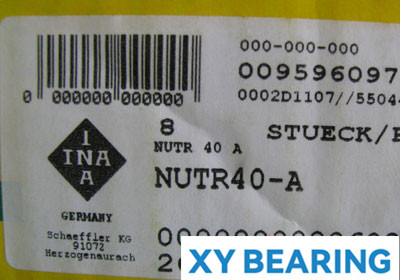 000-000-000
009596097
0 000000 000000
0002D1107//5504
8 STUECK/
NUTR 40 A
INA
INA
NUTR40-A
GERMANY
Schaeffler KG
91072
Herzogenaurach
XY BEARING